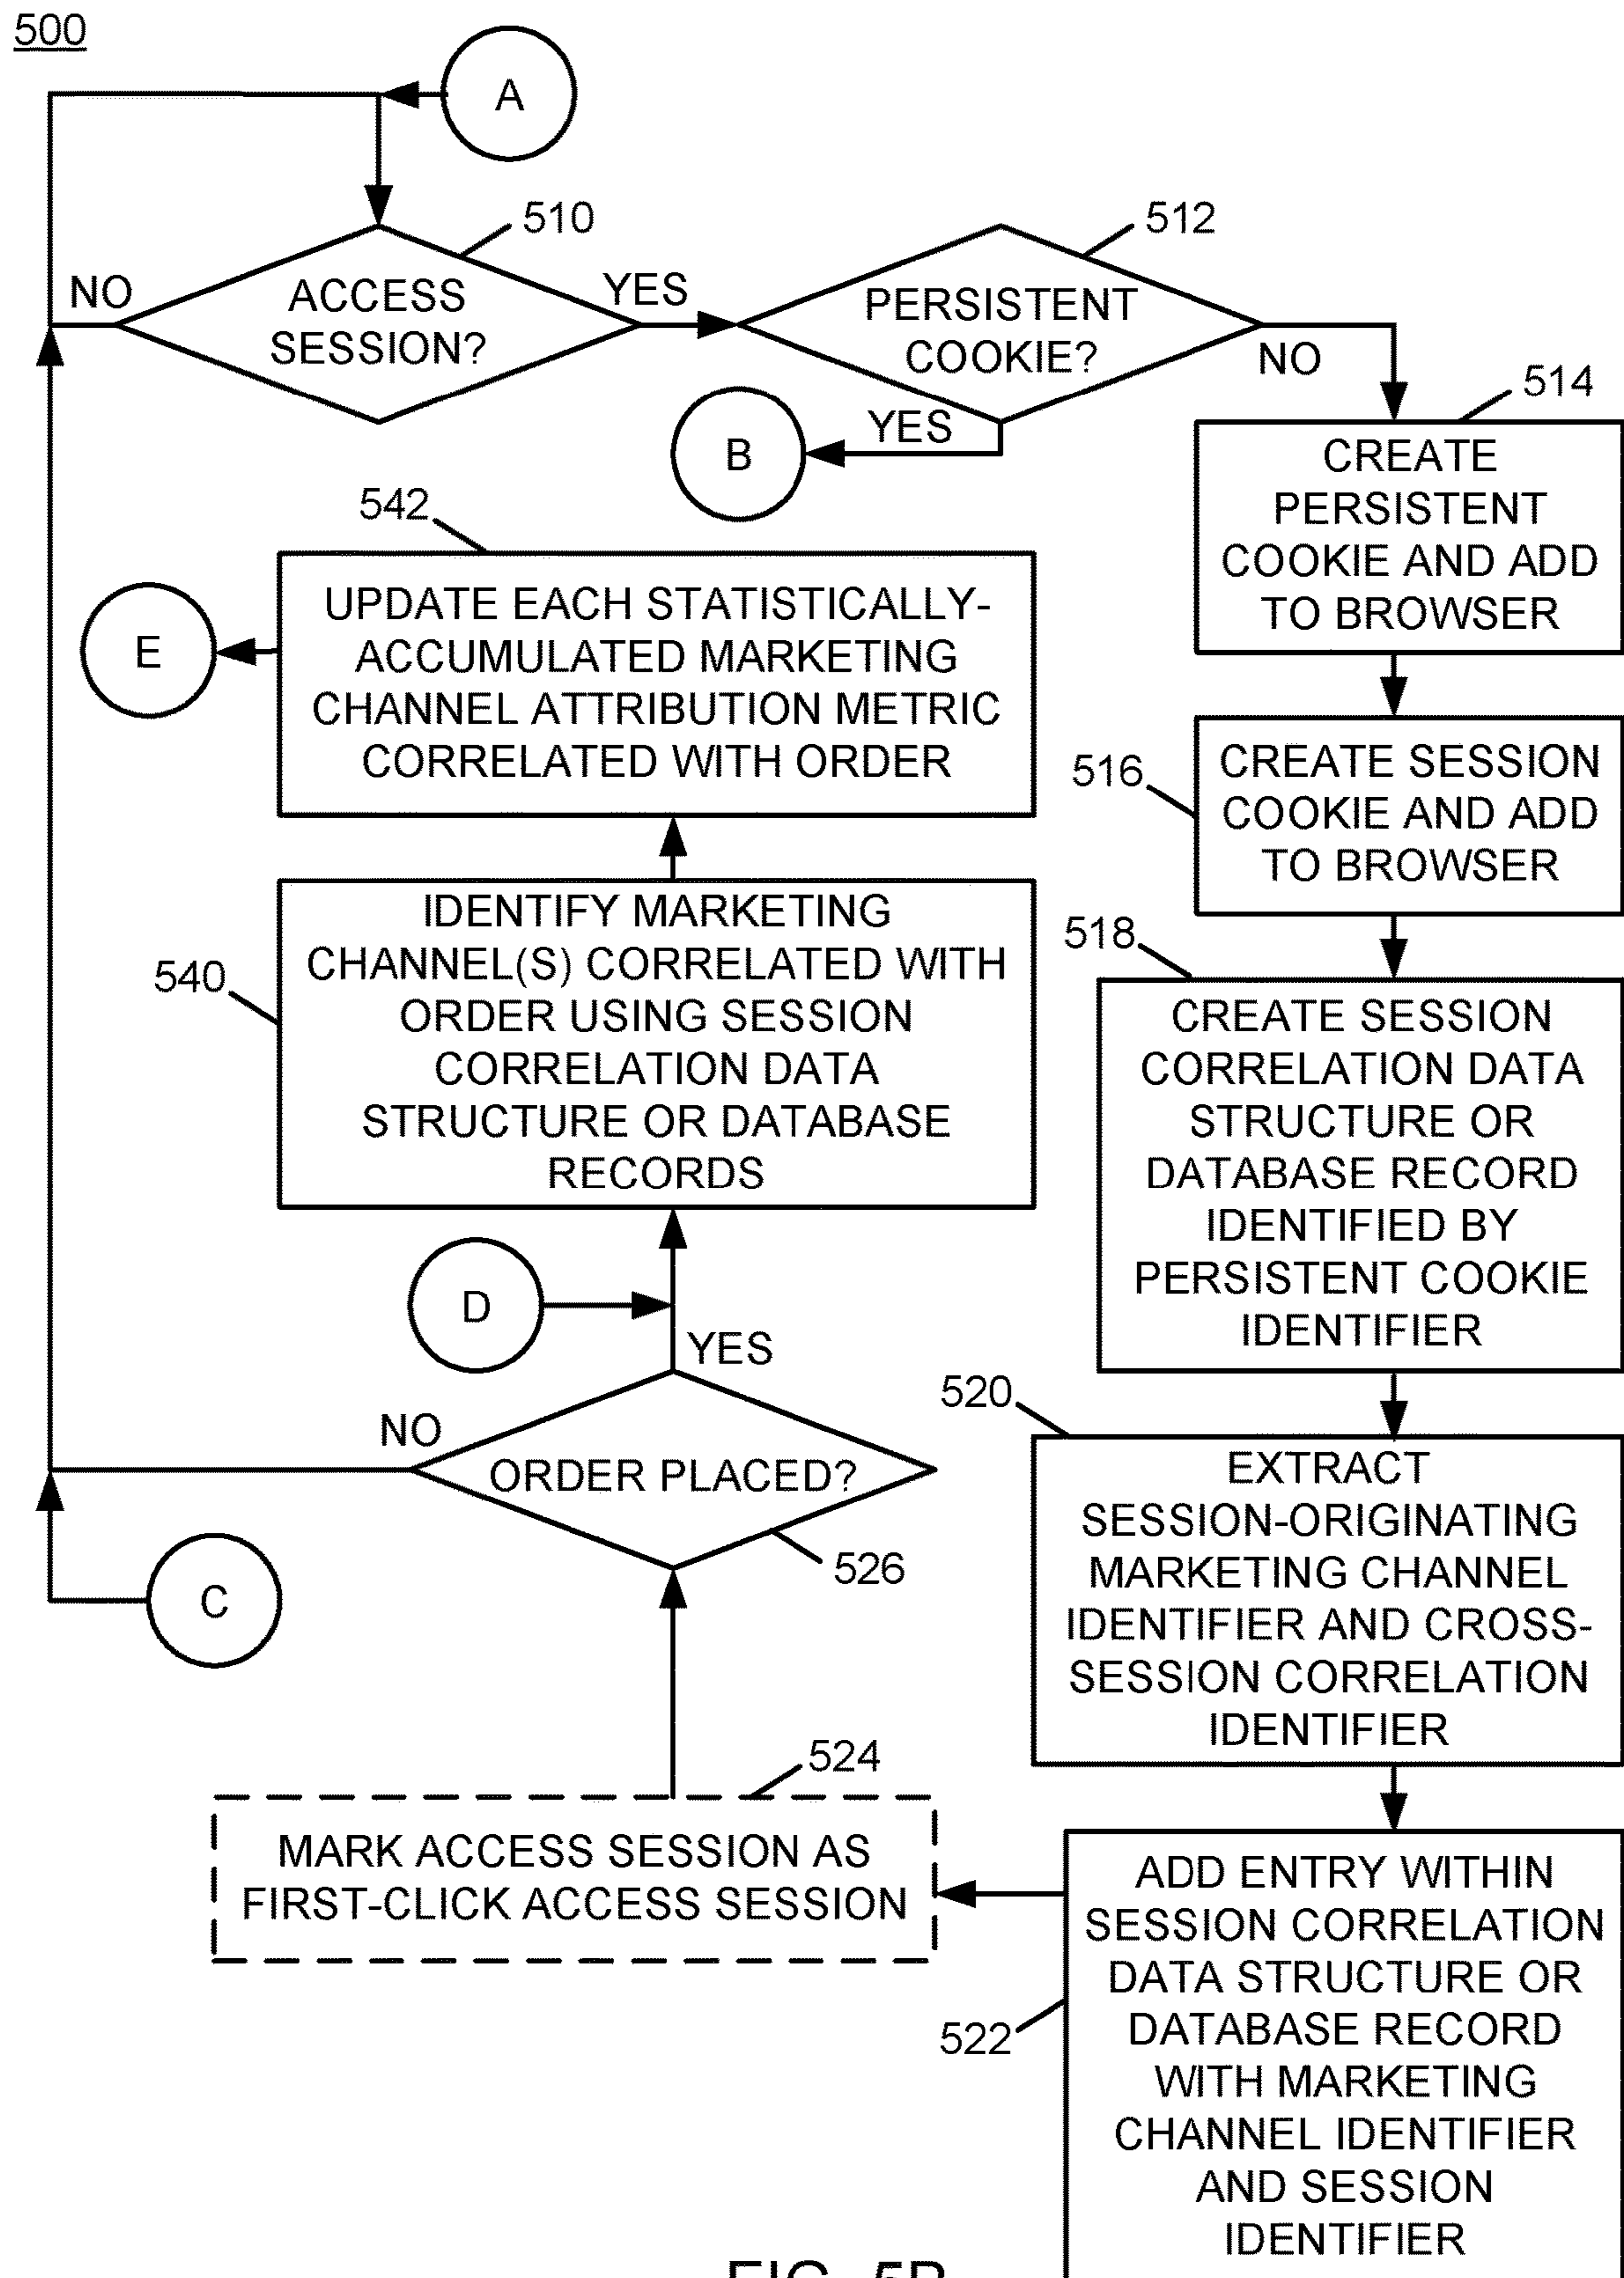 500
A
510
ACCESS
SESSION?
NO
YES
512
PERSISTENT
COOKIE?
NO
YES
B
514
CREATE
PERSISTENT
COOKIE AND ADD
TO BROWSER
516
CREATE SESSION
COOKIE AND ADD
TO BROWSER
518
CREATE SESSION
CORRELATION DATA
STRUCTURE OR
DATABASE RECORD
IDENTIFIED BY
PERSISTENT COOKIE
IDENTIFIER
520
EXTRACT
SESSION-ORIGINATING
MARKETING CHANNEL
IDENTIFIER AND CROSS-
SESSION CORRELATION
IDENTIFIER
522
ADD ENTRY WITHIN
SESSION CORRELATION
DATA STRUCTURE OR
DATABASE RECORD
WITH MARKETING
CHANNEL IDENTIFIER
AND SESSION
IDENTIFIER
524
MARK ACCESS SESSION AS
FIRST-CLICK ACCESS SESSION
526
ORDER PLACED?
NO
YES
C
D
540
IDENTIFY MARKETING
CHANNEL(S) CORRELATED WITH
ORDER USING SESSION
CORRELATION DATA
STRUCTURE OR DATABASE
RECORDS
542
UPDATE EACH STATISTICALLY-
ACCUMULATED MARKETING
CHANNEL ATTRIBUTION METRIC
CORRELATED WITH ORDER
E